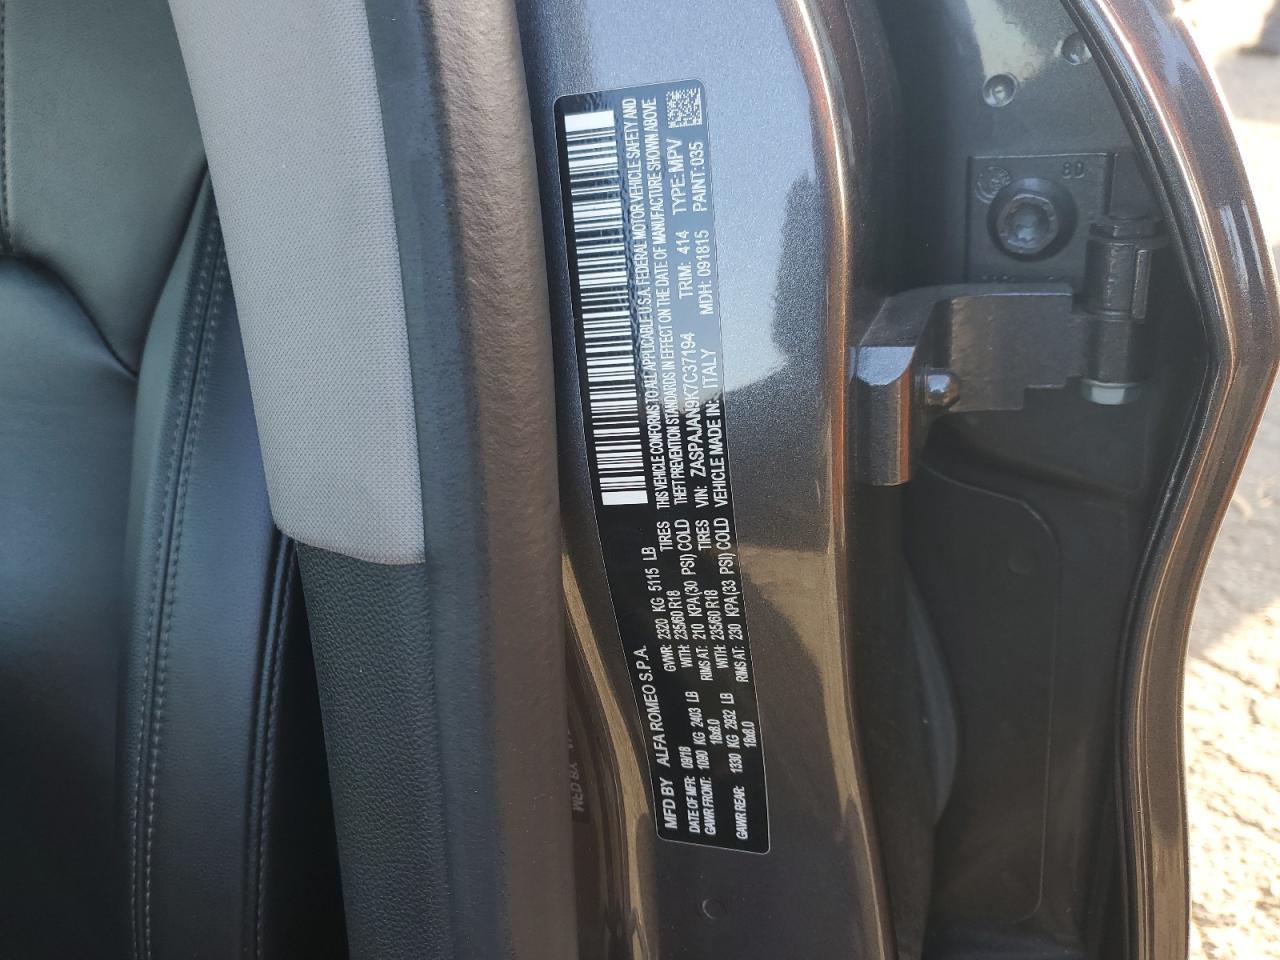 MFD BY ALFA ROMEO S.P.A.
DATE OF MFR: 09/18 GVWR: 2320 KG 5115 LB
GAWR FRONT: 1090 KG 2403 LB WITH: 235/60 R18 TIRES
18x8.0 RIMS AT: 210 KPA(30 PSI) COLD
GAWR REAR: 1330 KG 2932 LB WITH: 235/60 R18 TIRES
18x8.0 RIMS AT: 230 KPA(33 PSI) COLD
THIS VEHICLE CONFORMS TO ALL APPLICABLE U.S.A. FEDERAL MOTOR VEHICLE SAFETY AND
THEFT PREVENTION STANDARDS IN EFFECT ON THE DATE OF MANUFACTURE SHOWN ABOVE
VIN: ZASPAJAN9K7C37194 TRIM: 414 TYPE: MPV
VEHICLE MADE IN: ITALY MDH: 091815 PAINT: 035
8D